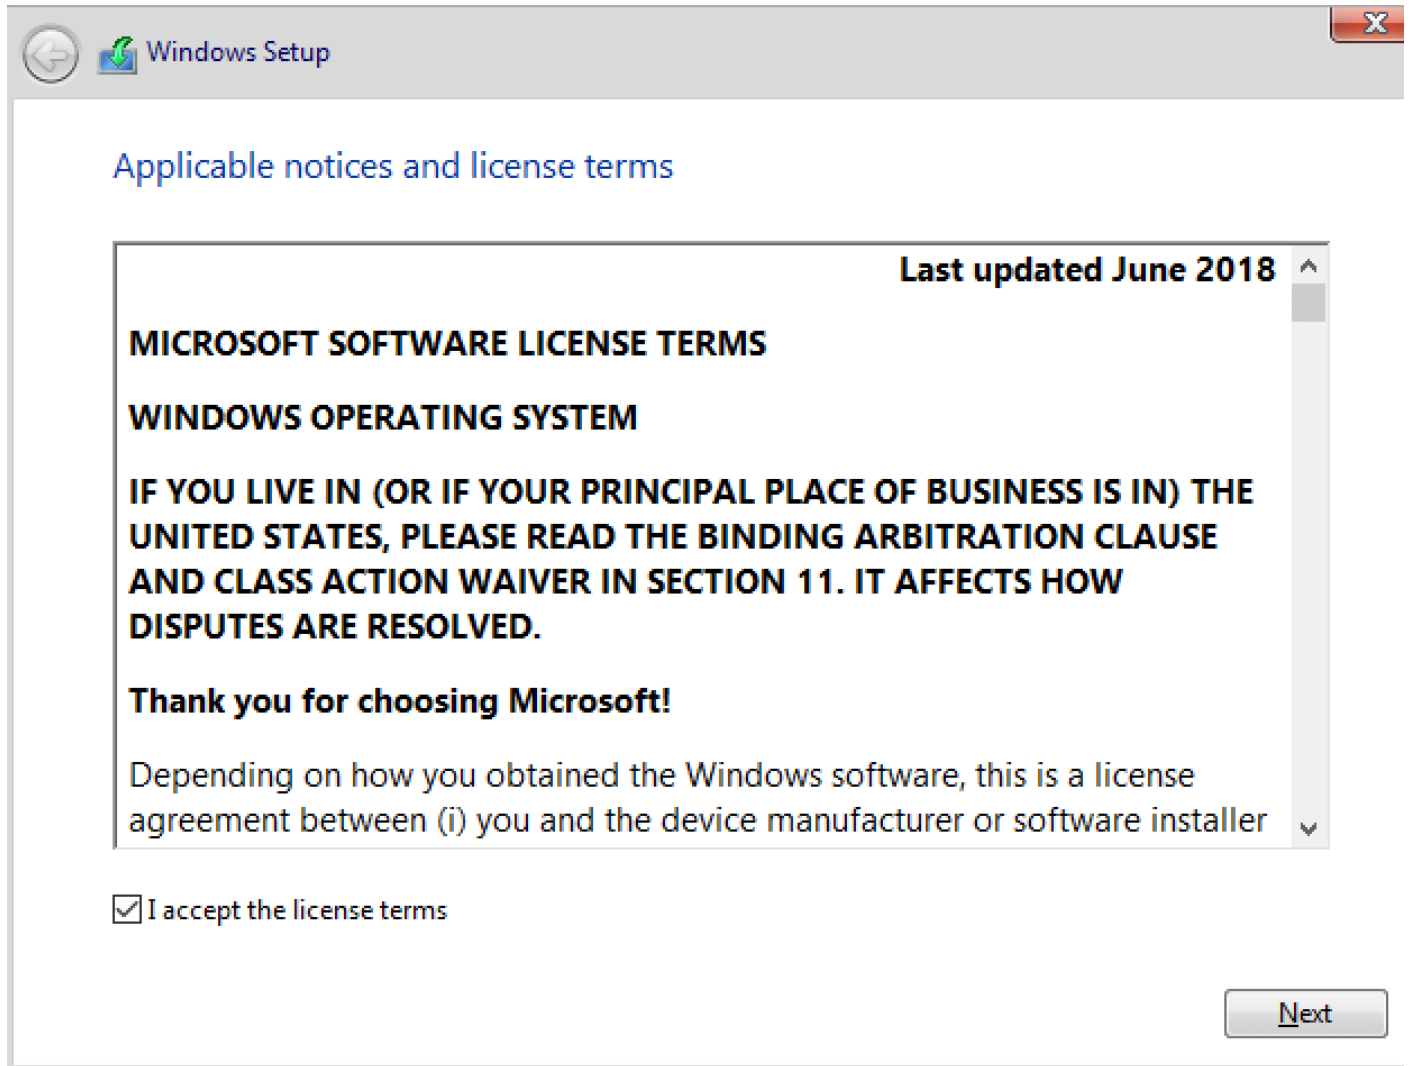 Windows Setup
Applicable notices and license terms
Last updated June 2018
MICROSOFT SOFTWARE LICENSE TERMS
WINDOWS OPERATING SYSTEM
IF YOU LIVE IN (OR IF YOUR PRINCIPAL PLACE OF BUSINESS IS IN) THE
UNITED STATES, PLEASE READ THE BINDING ARBITRATION CLAUSE
AND CLASS ACTION WAIVER IN SECTION 11. IT AFFECTS HOW
DISPUTES ARE RESOLVED.
Thank you for choosing Microsoft!
Depending on how you obtained the Windows software, this is a license
agreement between (i) you and the device manufacturer or software installer
I accept the license terms
Next